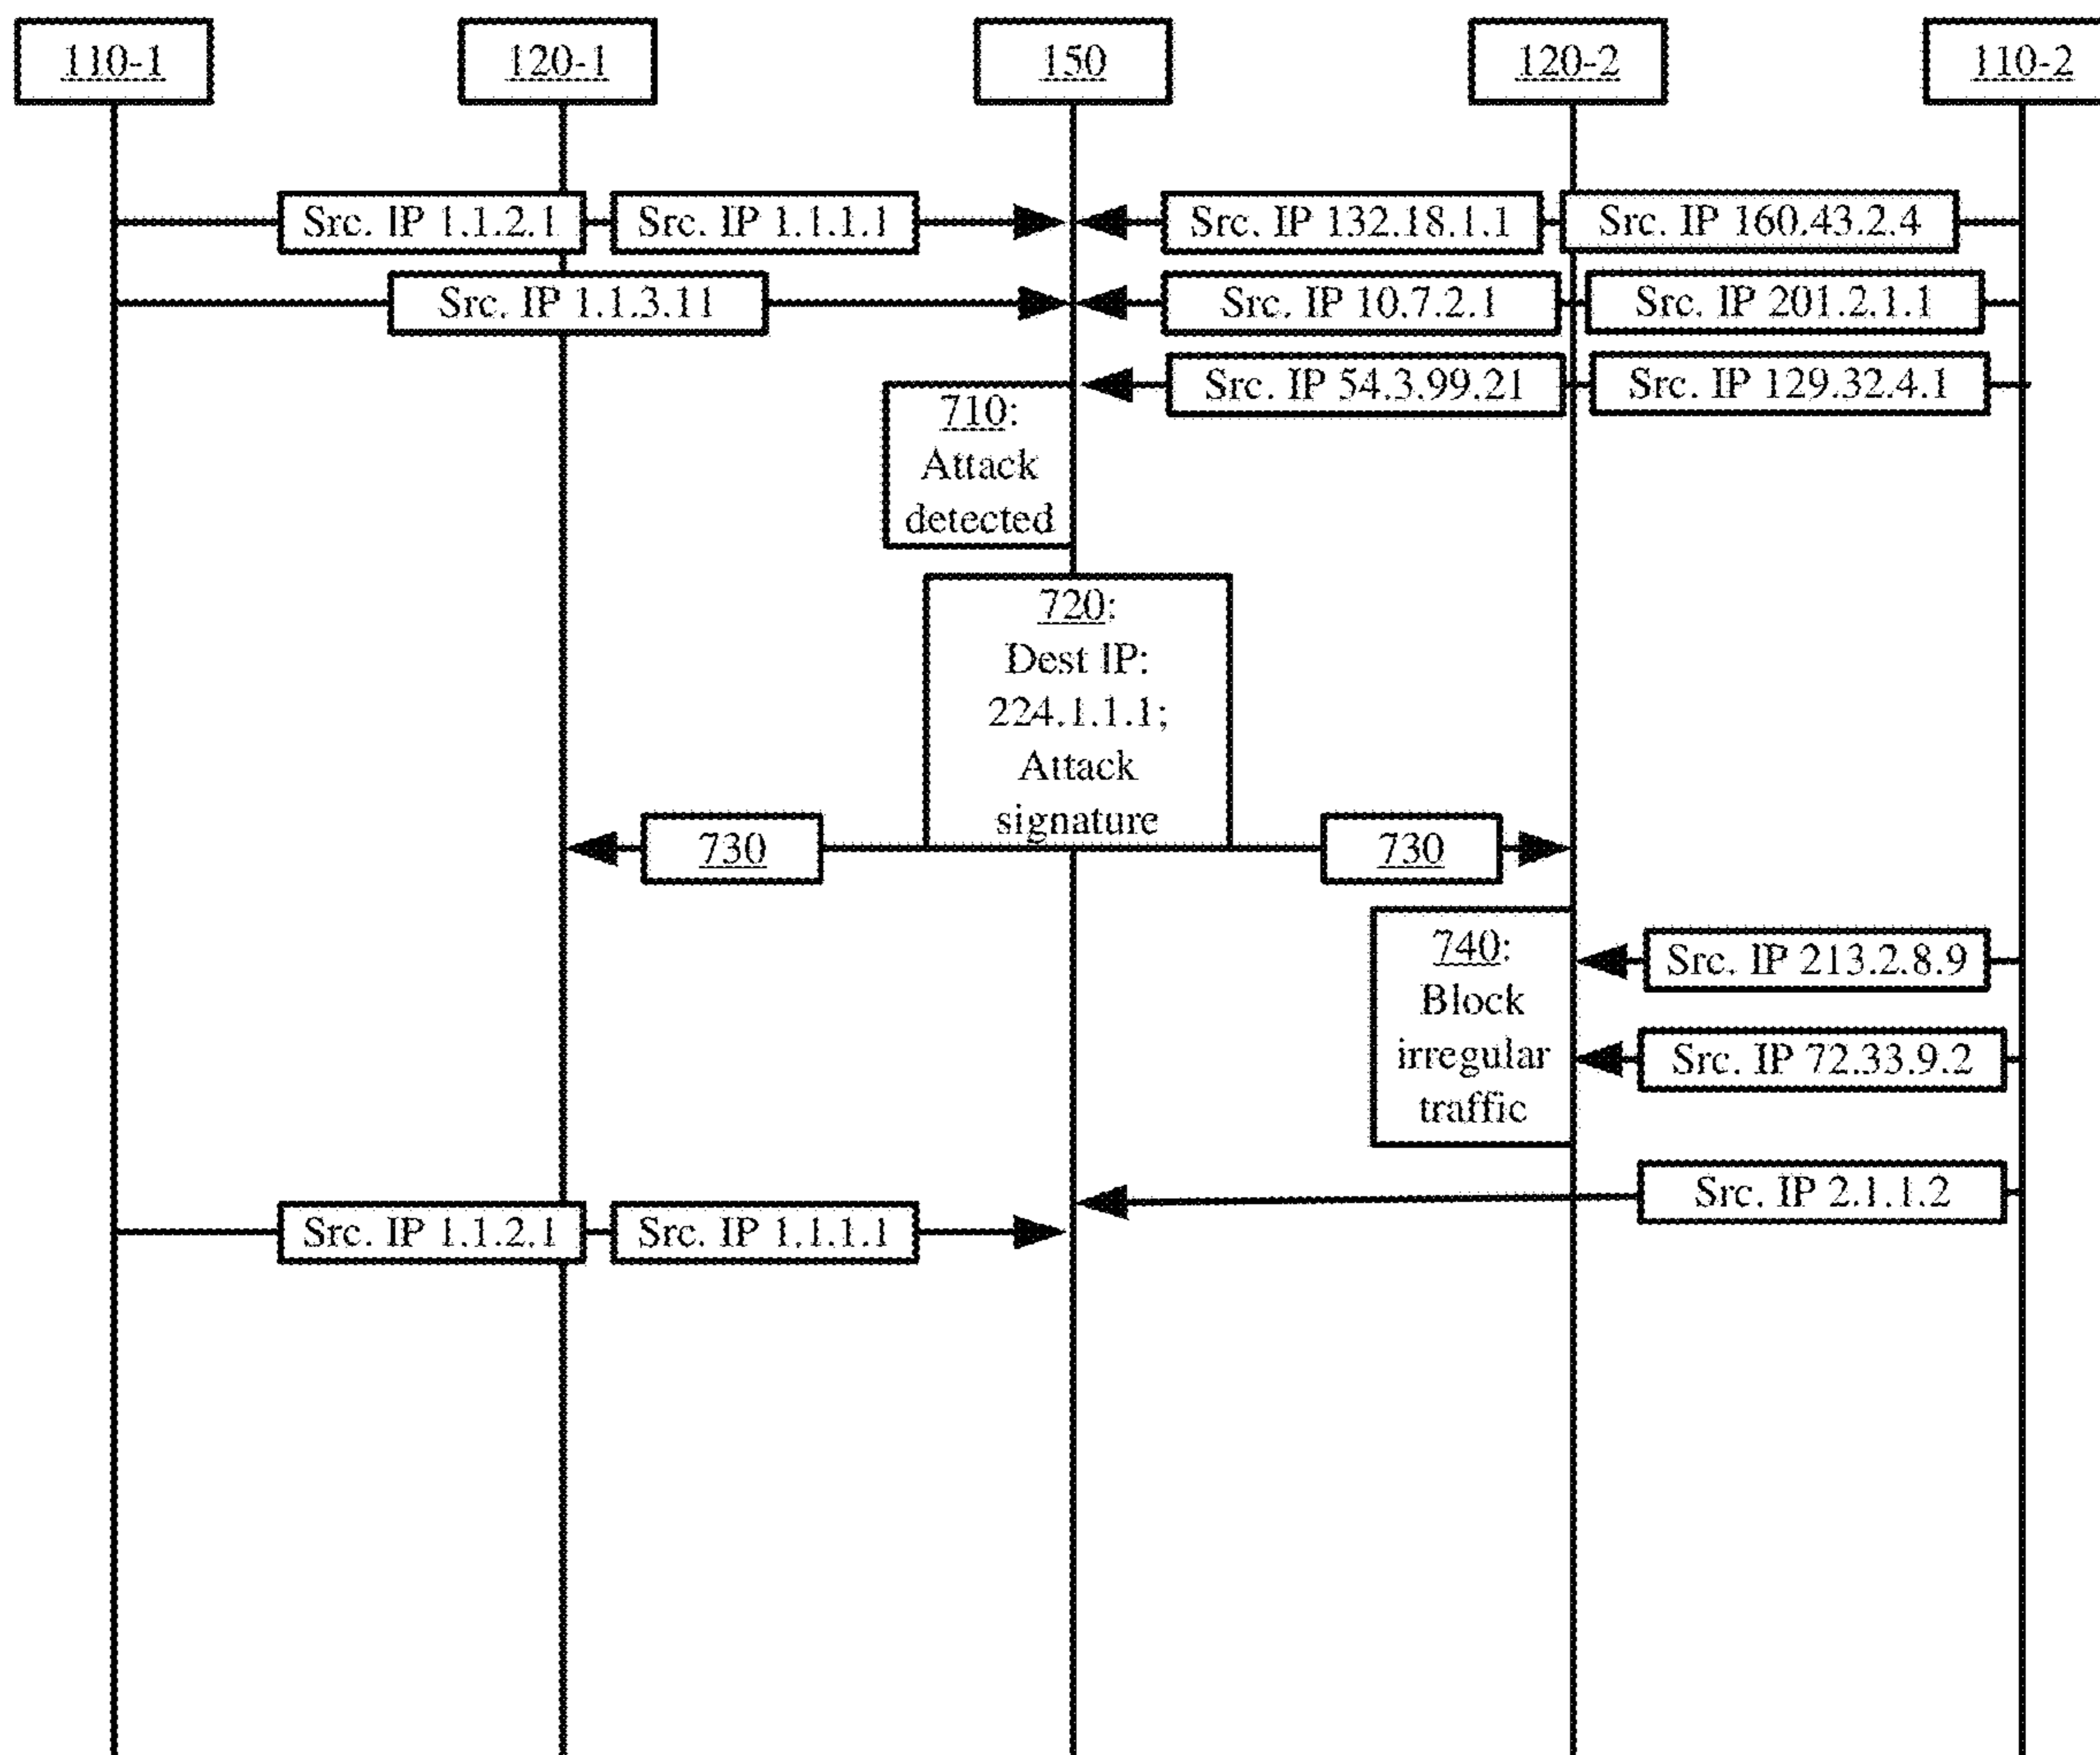 110-1
120-1
150
120-2
110-2
Src. IP 1.1.2.1
Src. IP 1.1.1.1
Src. IP 132.18.1.1
Src. IP 160.43.2.4
Src. IP 1.1.3.11
Src. IP 10.7.2.1
Src. IP 201.2.1.1
Src. IP 54.3.99.21
Src. IP 129.32.4.1
710:
Attack
detected
720:
Dest IP:
224.1.1.1;
Attack
signature
730
730
740:
Block
irregular
traffic
Src. IP 213.2.8.9
Src. IP 72.33.9.2
Src. IP 2.1.1.2
Src. IP 1.1.2.1
Src. IP 1.1.1.1